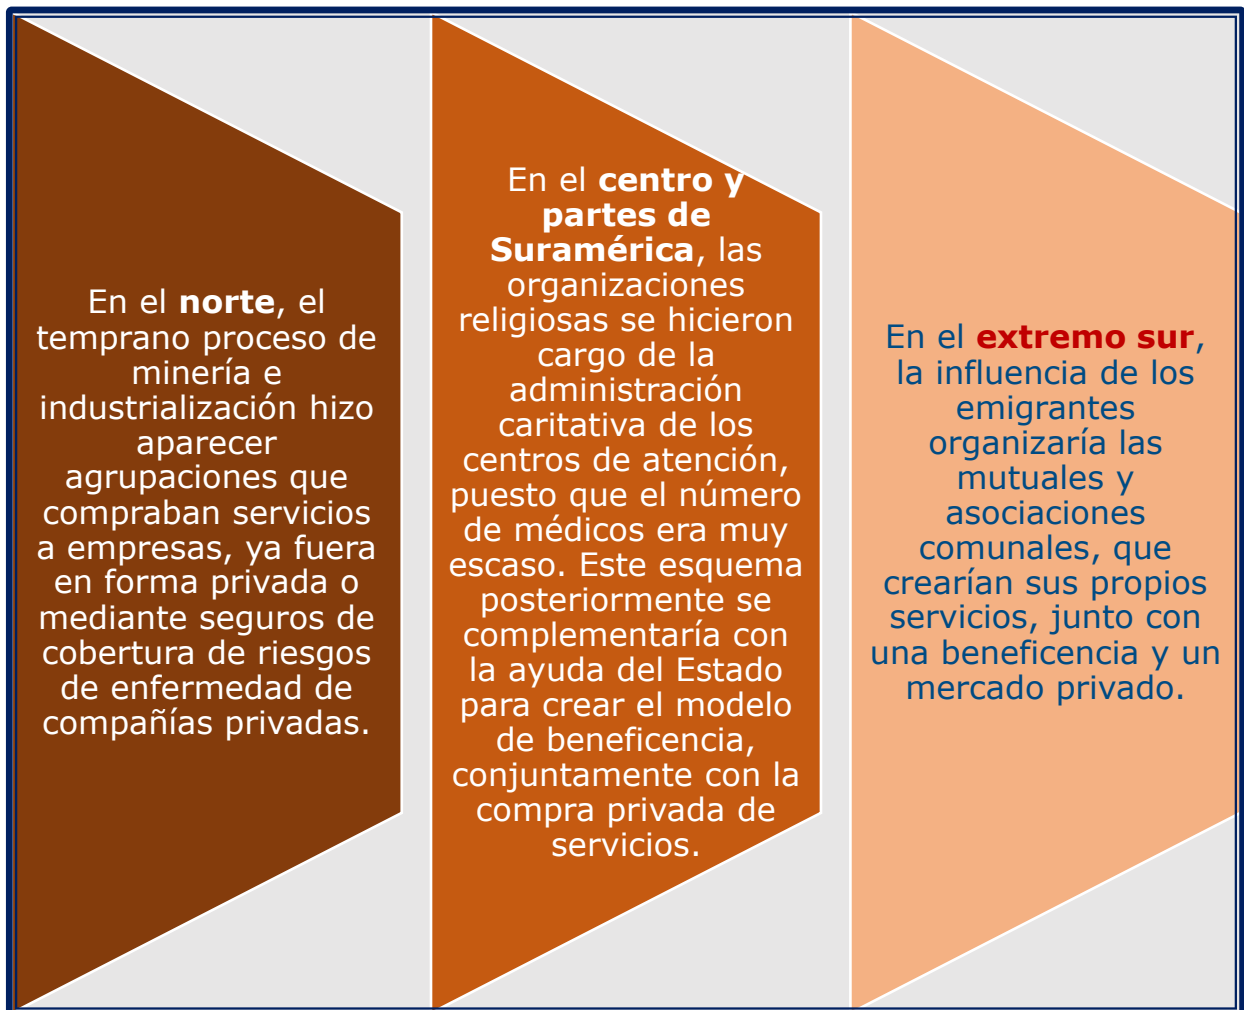 En el norte, el
temprano proceso de
minería e
industrialización hizo
aparecer
agrupaciones que
compraban servicios
a empresas, ya fuera
en forma privada o
mediante seguros de
cobertura de riesgos
de enfermedad de
compañías privadas.
En el centro y
partes de
Suramérica, las
organizaciones
religiosas se hicieron
cargo de la
administración
caritativa de los
centros de atención,
puesto que el número
de médicos era muy
escaso. Este esquema
posteriormente se
complementaría con
la ayuda del Estado
para crear el modelo
de beneficencia,
conjuntamente con la
compra privada de
servicios.
En el extremo sur,
la influencia de los
emigrantes
organizaría las
mutuales y
asociaciones
comunales, que
crearían sus propios
servicios, junto con
una beneficencia y un
mercado privado.